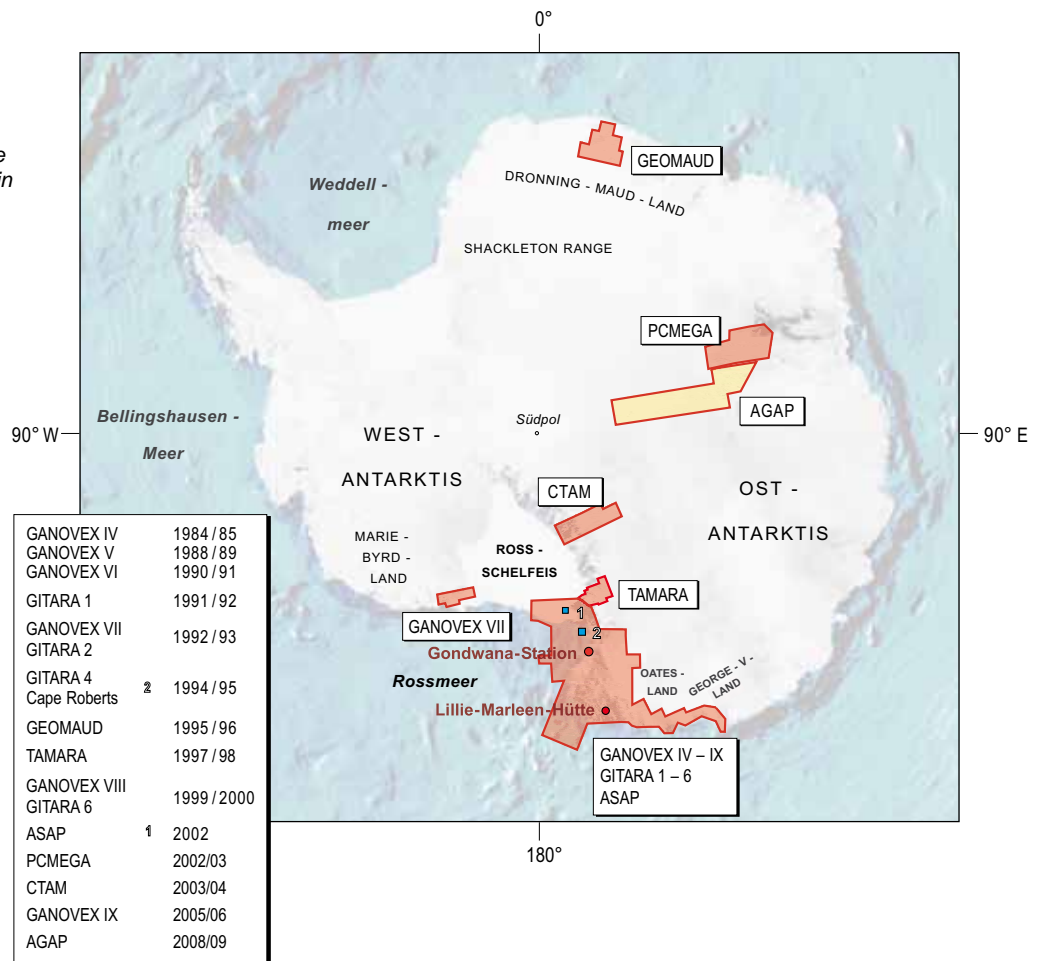 0°
e
in
Weddell -
meer
GEOMAUD
DRONNING - MAUD - LAND
SHACKLETON RANGE
PCMEGA
AGAP
Bellingshausen -
Meer
Südpol
90° W
90° E
WEST -
ANTARKTIS
OST -
ANTARKTIS
CTAM
MARIE -
BYRD -
LAND
ROSS -
SCHELFEIS
TAMARA
GANOVEX VII
1
2
Gondwana-Station
Rossmeer
OATES -
LAND
GEORGE - V -
LAND
Lillie-Marleen-Hütte
GANOVEX IV – IX
GITARA 1 – 6
ASAP
180°
GANOVEX IV 1984 / 85
GANOVEX V 1988 / 89
GANOVEX VI 1990 / 91
GITARA 1 1991 / 92
GANOVEX VII
GITARA 2 1992 / 93
GITARA 4
Cape Roberts 2 1994 / 95
GEOMAUD 1995 / 96
TAMARA 1997 / 98
GANOVEX VIII
GITARA 6 1999 / 2000
ASAP 1 2002
PCMEGA 2002/03
CTAM 2003 / 04
GANOVEX IX 2005 / 06
AGAP 2008 / 09